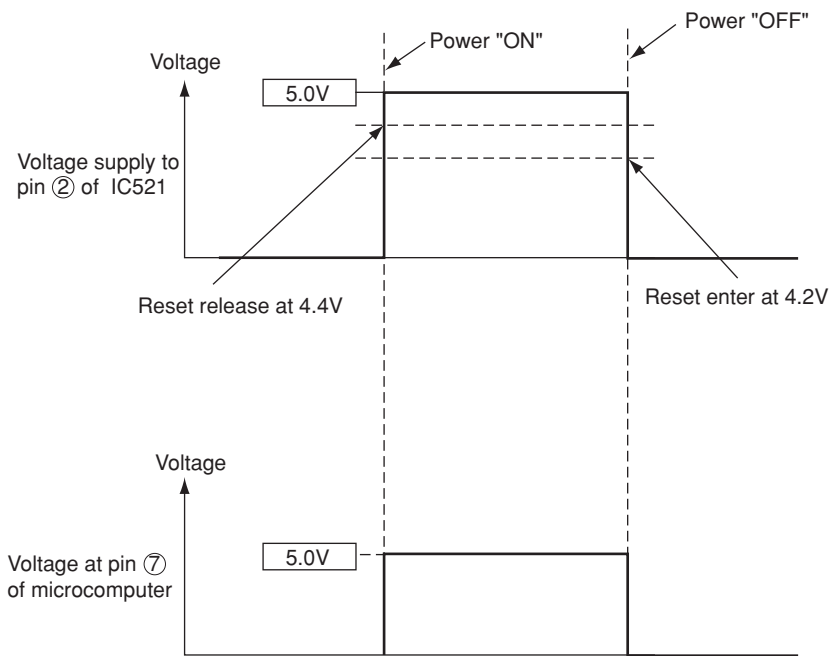 Power "ON"
Power "OFF"
Voltage
5.0V
Voltage supply to
pin ② of IC521
Reset release at 4.4V
Reset enter at 4.2V
Voltage
5.0V
Voltage at pin ⑦
of microcomputer